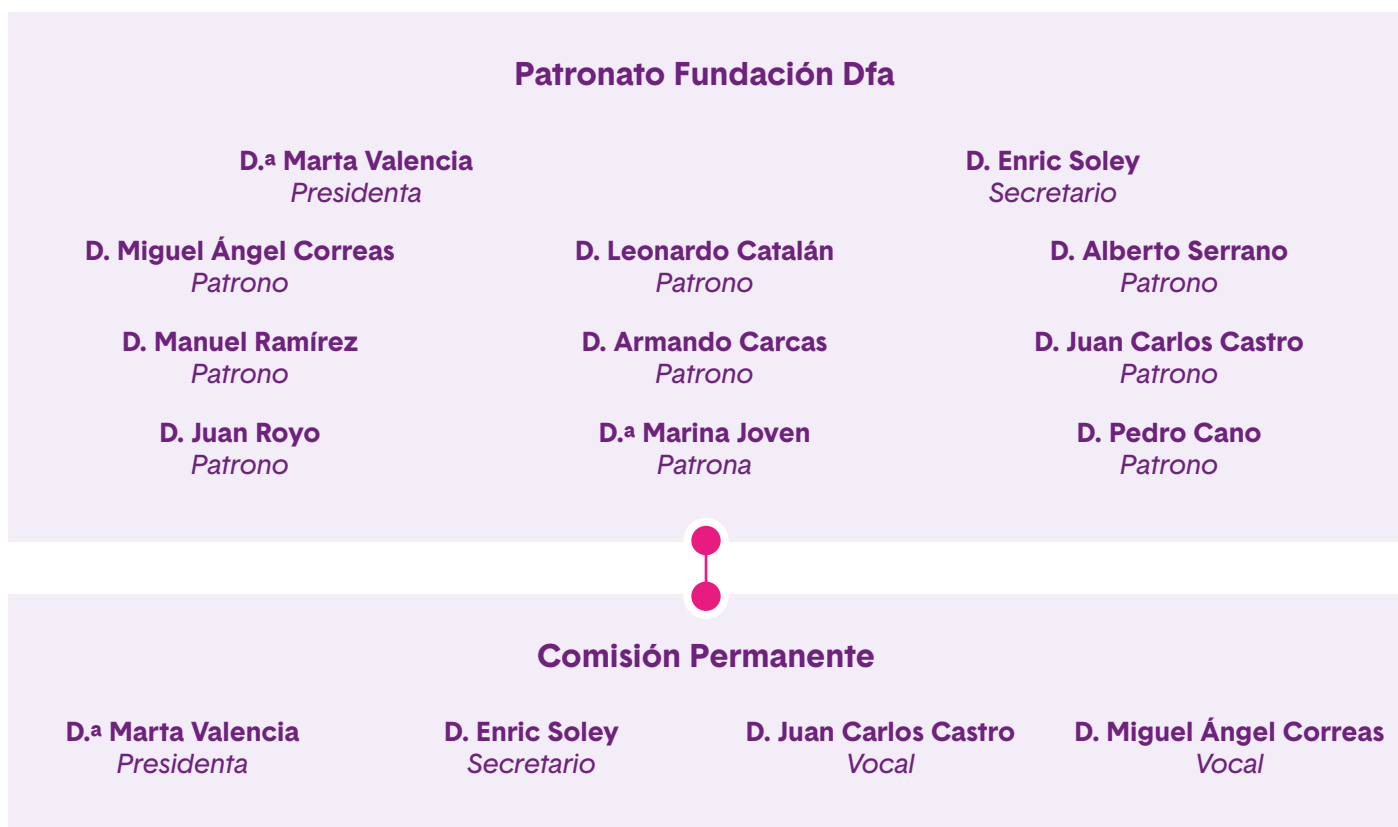 Patronato Fundación Dfa
D.ª Marta Valencia
Presidenta
D. Enric Soley
Secretario
D. Miguel Ángel Correas
Patrono
D. Leonardo Catalán
Patrono
D. Alberto Serrano
Patrono
D. Manuel Ramírez
Patrono
D. Armando Carcas
Patrono
D. Juan Carlos Castro
Patrono
D. Juan Royo
Patrono
D.ª Marina Joven
Patrona
D. Pedro Cano
Patrono
Comisión Permanente
D.ª Marta Valencia
Presidenta
D. Enric Soley
Secretario
D. Juan Carlos Castro
Vocal
D. Miguel Ángel Correas
Vocal